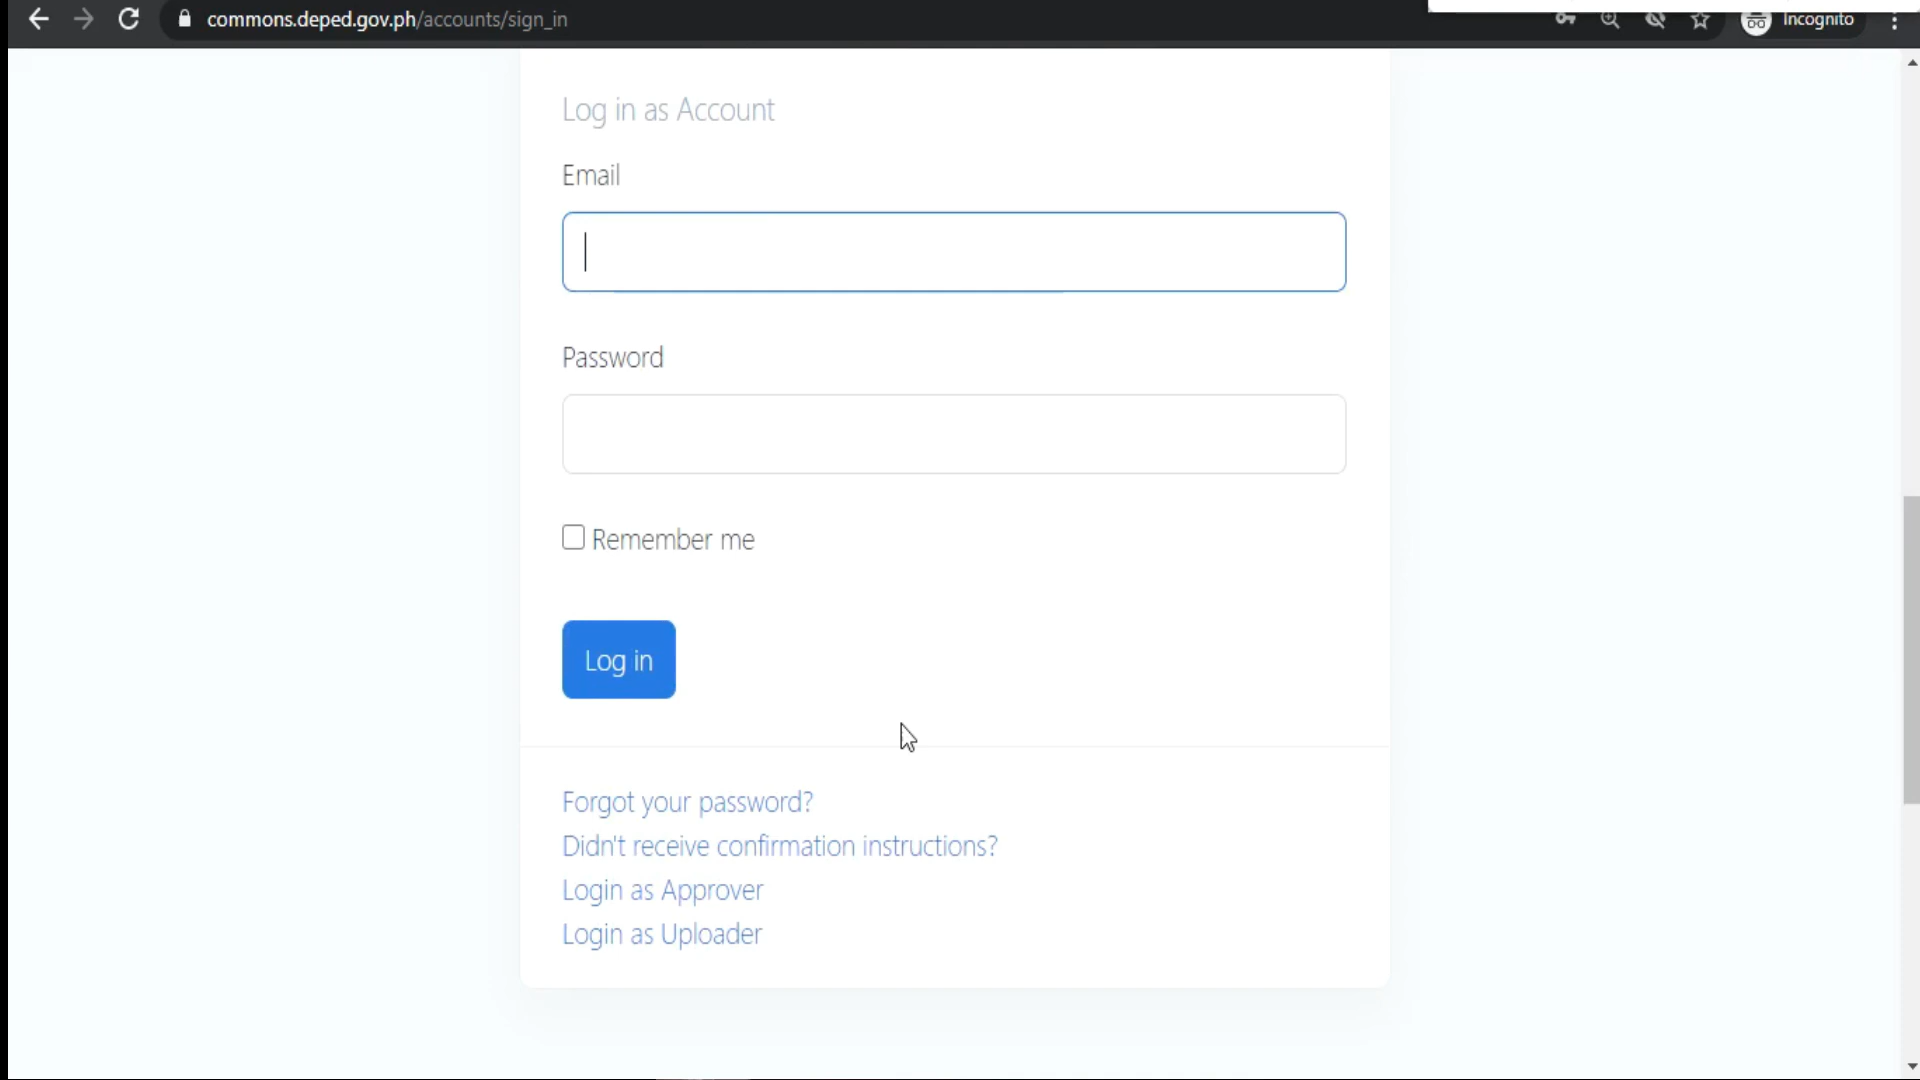 commons.deped.gov.ph/accounts/sign_in
Incognito
Log in as Account
Email
Password
Remember me
Log in
Forgot your password?
Didn't receive confirmation instructions?
Login as Approver
Login as Uploader